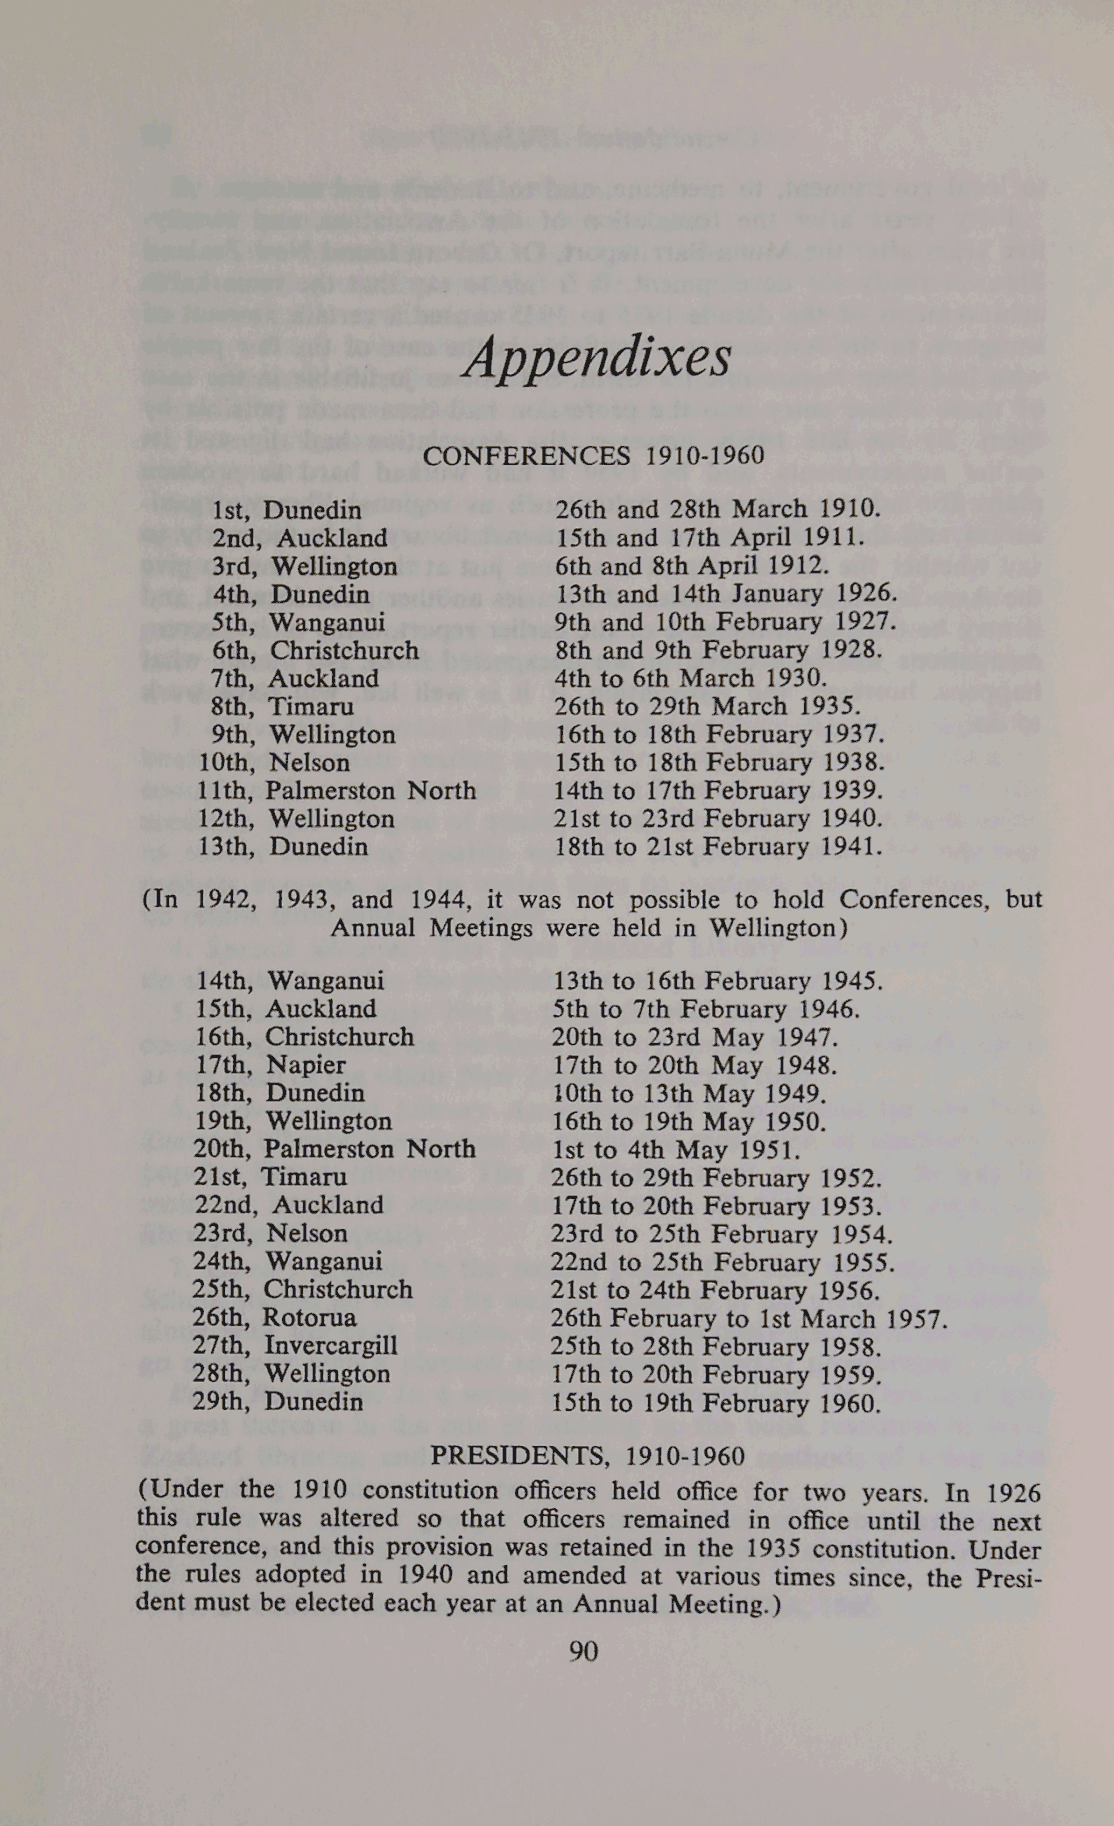 Appendixes
CONFERENCES 1910-1960
1st, Dunedin 26th and 28th March 1910.
2nd, Auckland 15th and 17th April 1911.
3rd, Wellington 6th and 8th April 1912.
4th, Dunedin 13th and 14th January 1926.
5th, Wanganui 9th and 10th February 1927.
6th, Christchurch 8th and 9th February 1928.
7th, Auckland 4th to 6th March 1930.
8th, Timaru 26th to 29th March 1935.
9th, Wellington 16th to 18th February 1937.
10th, Nelson 15th to 18th February 1938.
11th, Palmerston North 14th to 17th February 1939.
12th, Wellington 21st to 23rd February 1940.
13th, Dunedin 18th to 21st February 1941.
(In 1942, 1943, and 1944, it was not possible to hold Conferences, but
Annual Meetings were held in Wellington)
14th, Wanganui 13th to 16th February 1945.
15th, Auckland 5th to 7th February 1946.
16th, Christchurch 20th to 23rd May 1947.
17th, Napier 17th to 20th May 1948.
18th, Dunedin 10th to 13th May 1949.
19th, Wellington 16th to 19th May 1950.
20th, Palmerston North 1st to 4th May 1951.
21st, Timaru 26th to 29th February 1952.
22nd, Auckland 17th to 20th February 1953.
23rd, Nelson 23rd to 25th February 1954.
24th, Wanganui 22nd to 25th February 1955.
25th, Christchurch 21st to 24th February 1956.
26th, Rotorua 26th February to 1st March 1957.
27th, Invercargill 25th to 28th February 1958.
28th, Wellington 17th to 20th February 1959.
29th, Dunedin 15th to 19th February 1960.
PRESIDENTS, 1910-1960
(Under the 1910 constitution officers held office for two years. In 1926
this rule was altered so that officers remained in office until the next
conference, and this provision was retained in the 1935 constitution. Under
the rules adopted in 1940 and amended at various times since, the Presi-
dent must be elected each year at an Annual Meeting.)
90